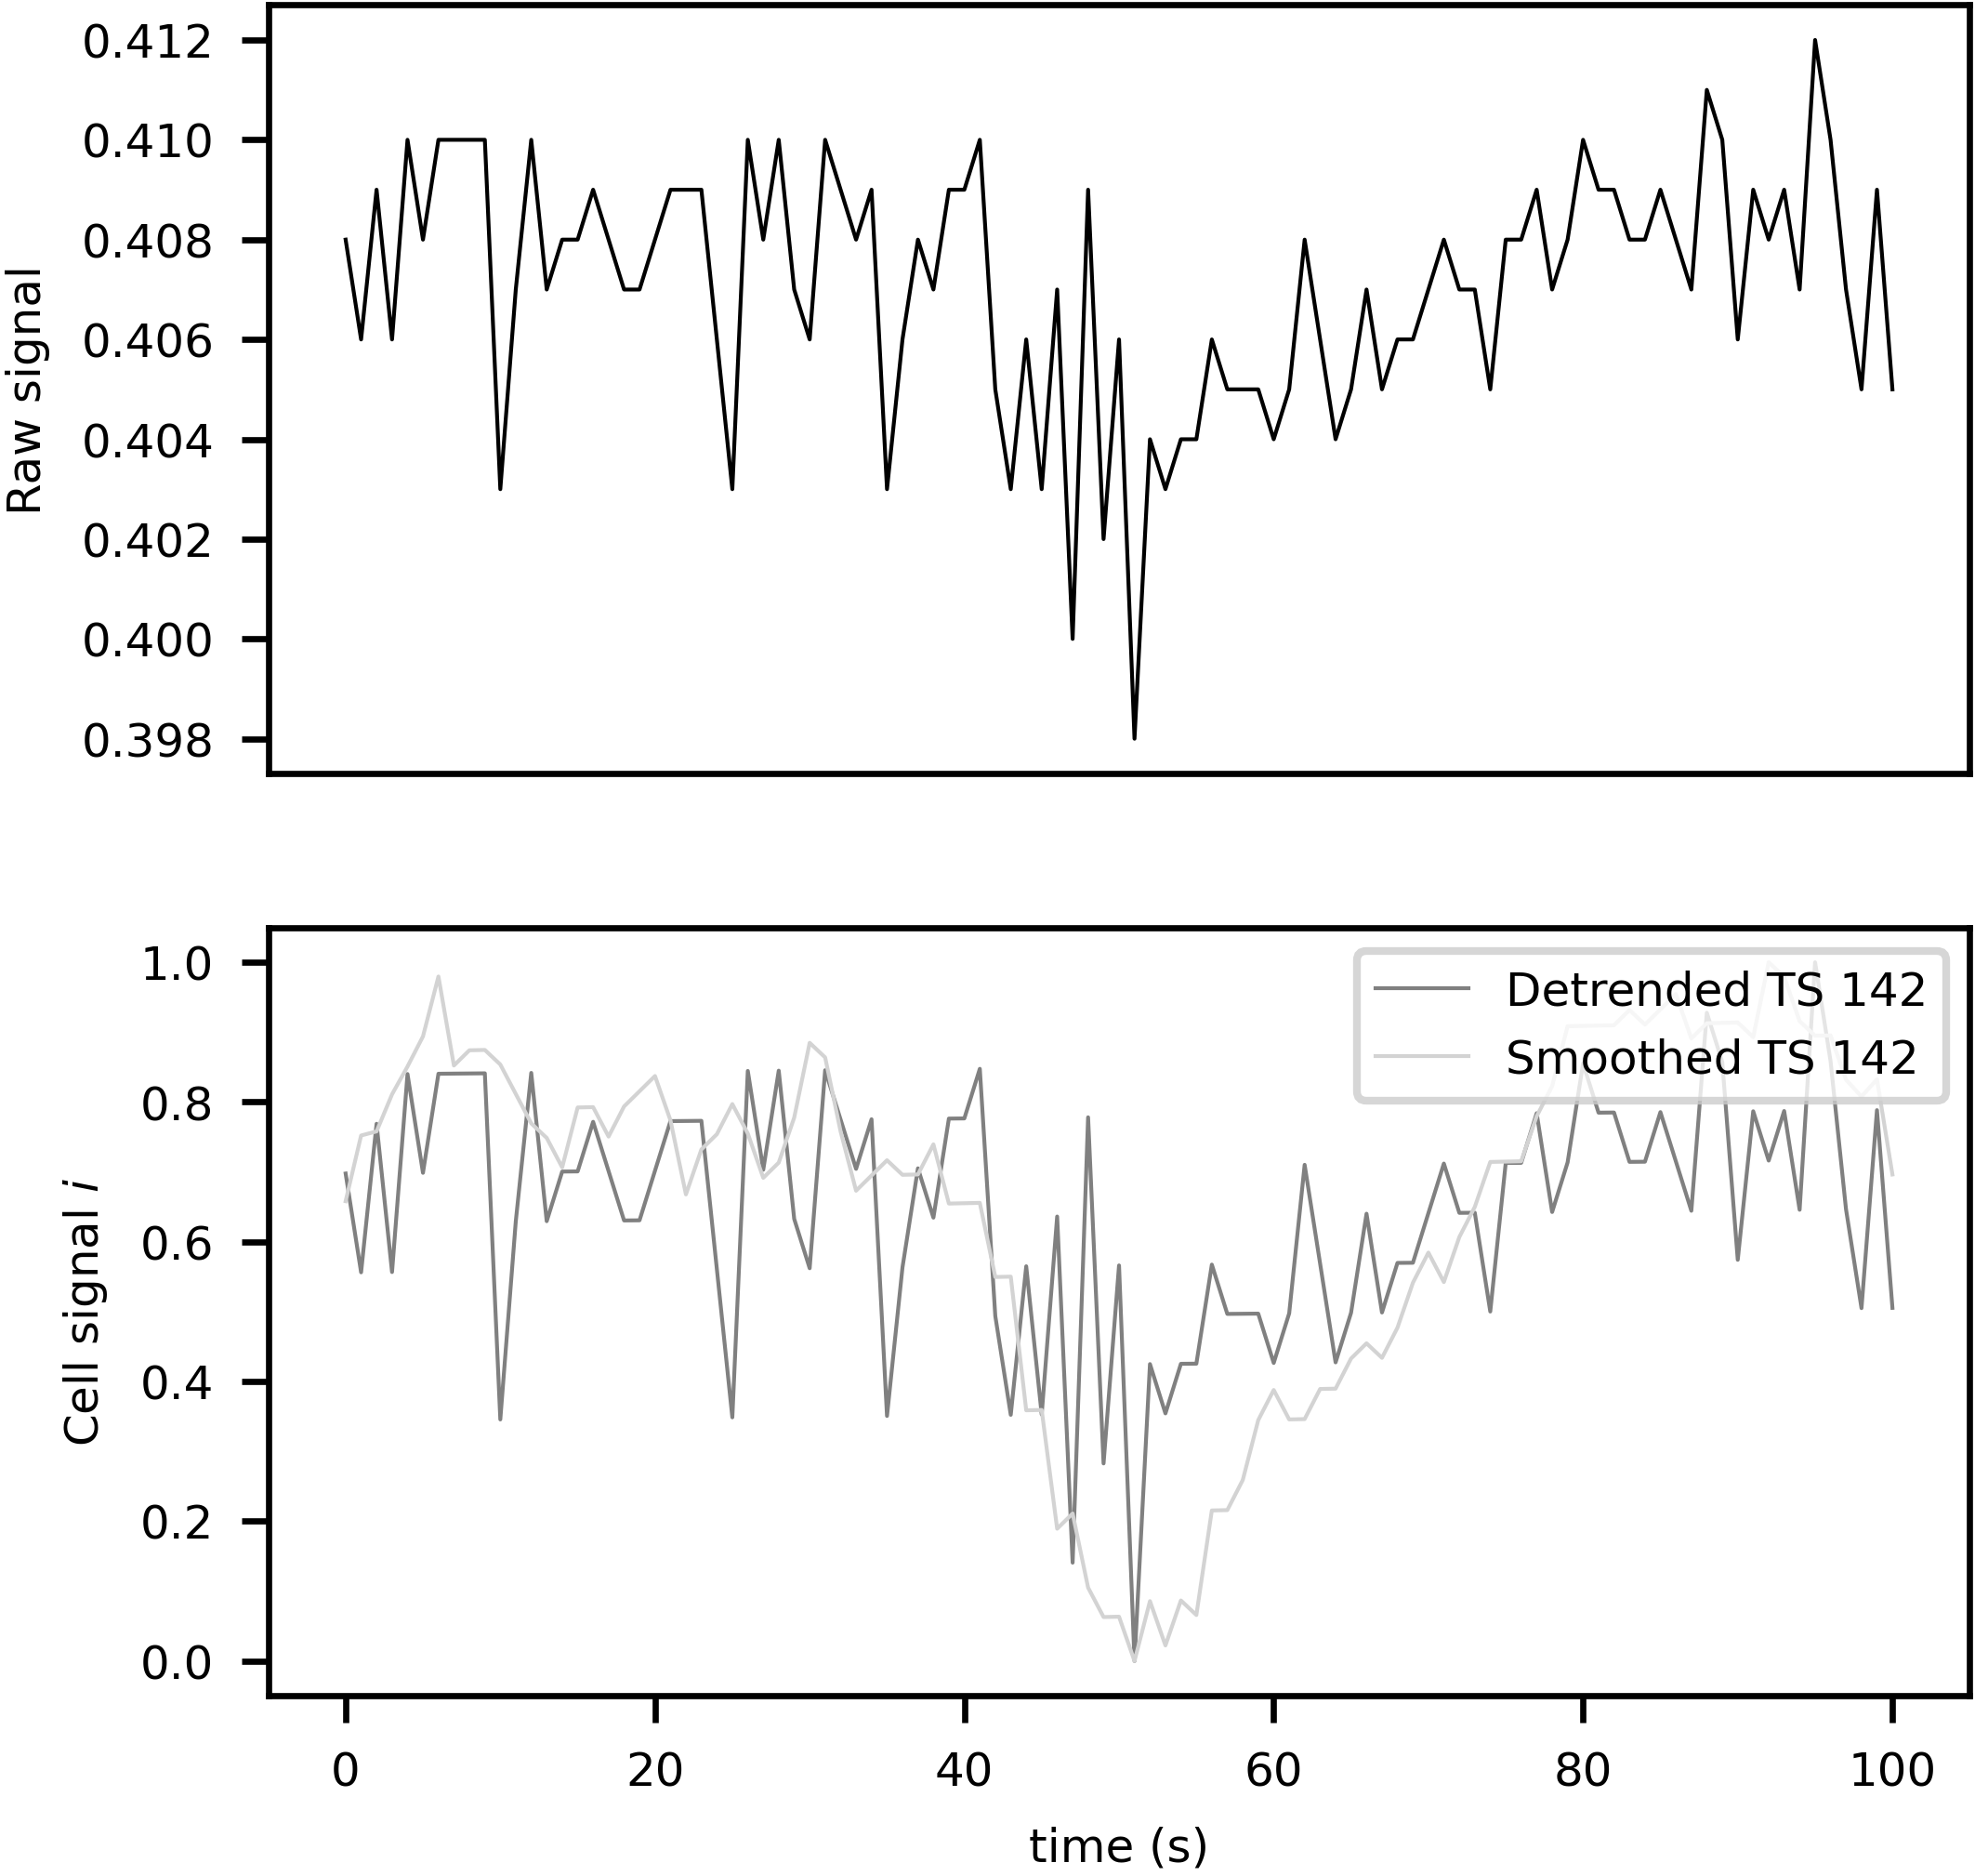 0.412
0.410
0.408
0.406
0.404
0.402
0.400
0.398
Raw signal
1.0
0.8
0.6
0.4
0.2
0.0
Cell signal i
Detrended TS 142
Smoothed TS 142
0 20 40 60 80 100
time (s)